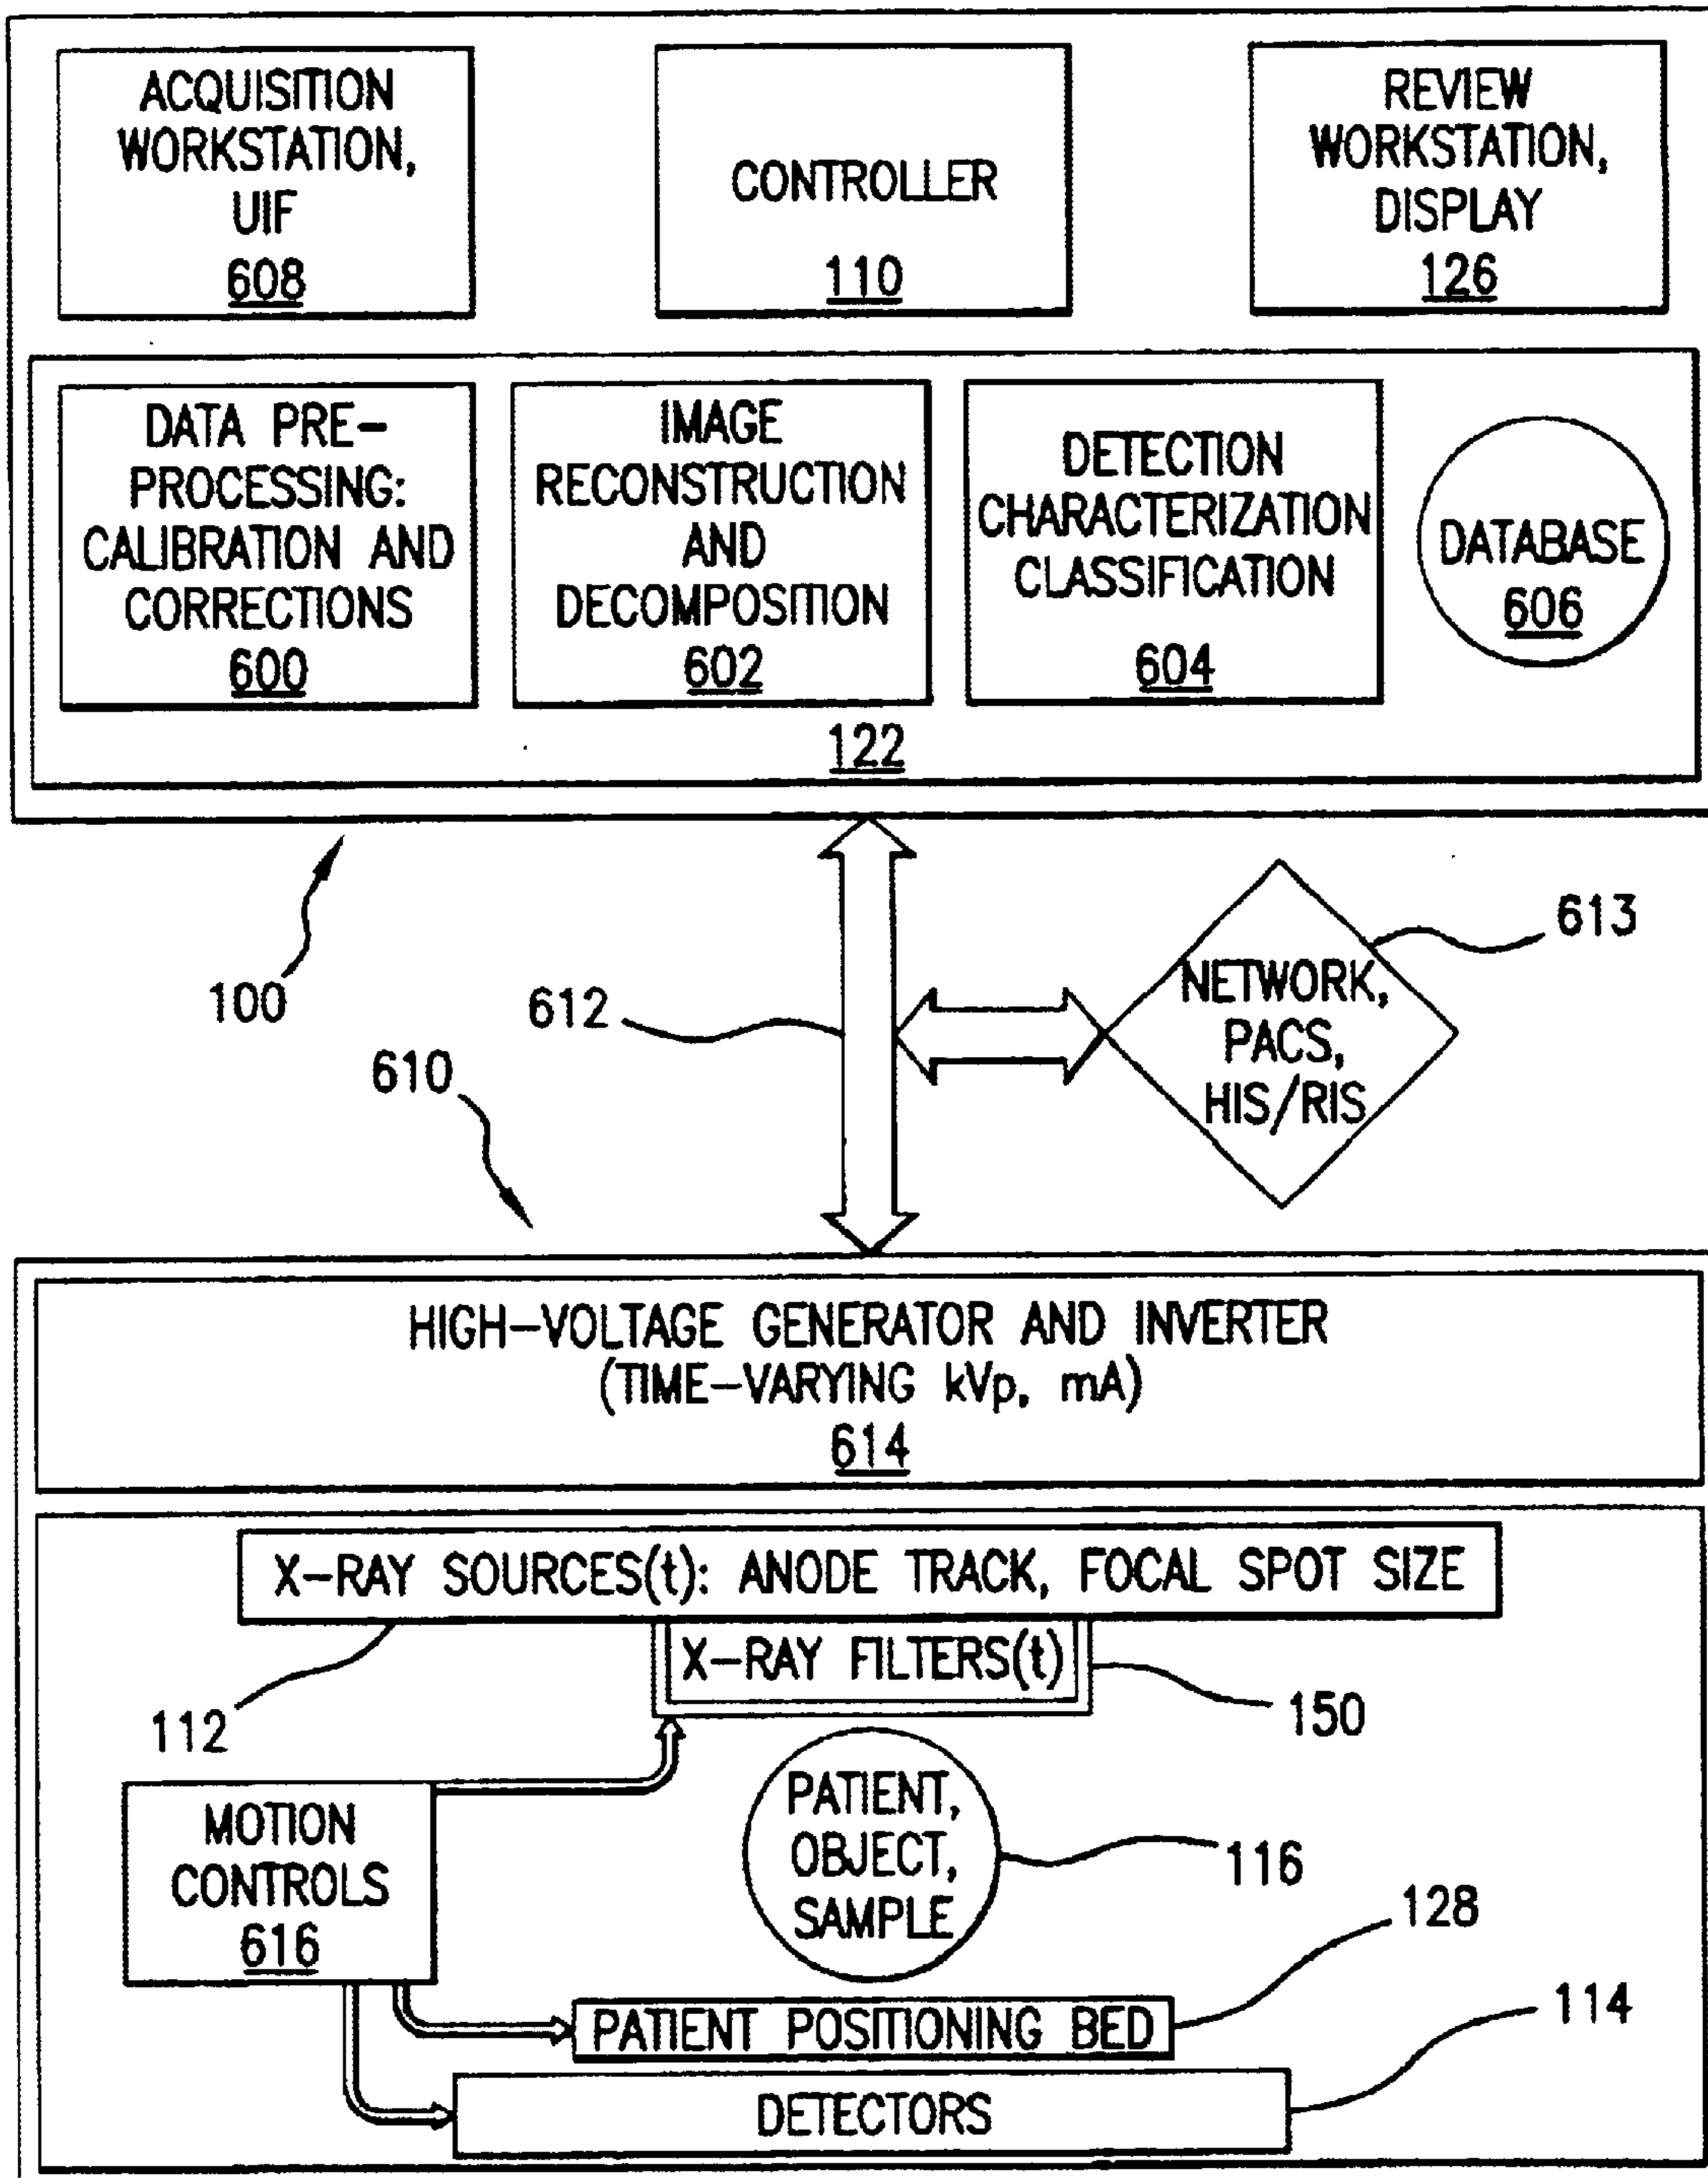 ACQUISITION
WORKSTATION,
UIF
608
CONTROLLER
110
REVIEW
WORKSTATION,
DISPLAY
126
DATA PRE-
PROCESSING:
CALIBRATION AND
CORRECTIONS
600
IMAGE
RECONSTRUCTION
AND
DECOMPOSITION
602
DETECTION
CHARACTERIZATION
CLASSIFICATION
604
DATABASE
606
122
100
612
613
NETWORK,
PACS,
HIS/RIS
610
HIGH-VOLTAGE GENERATOR AND INVERTER
(TIME-VARYING kVp, mA)
614
X-RAY SOURCES(t): ANODE TRACK, FOCAL SPOT SIZE
X-RAY FILTERS(t)
112
150
MOTION
CONTROLS
616
PATIENT,
OBJECT,
SAMPLE
116
128
PATIENT POSITIONING BED
114
DETECTORS